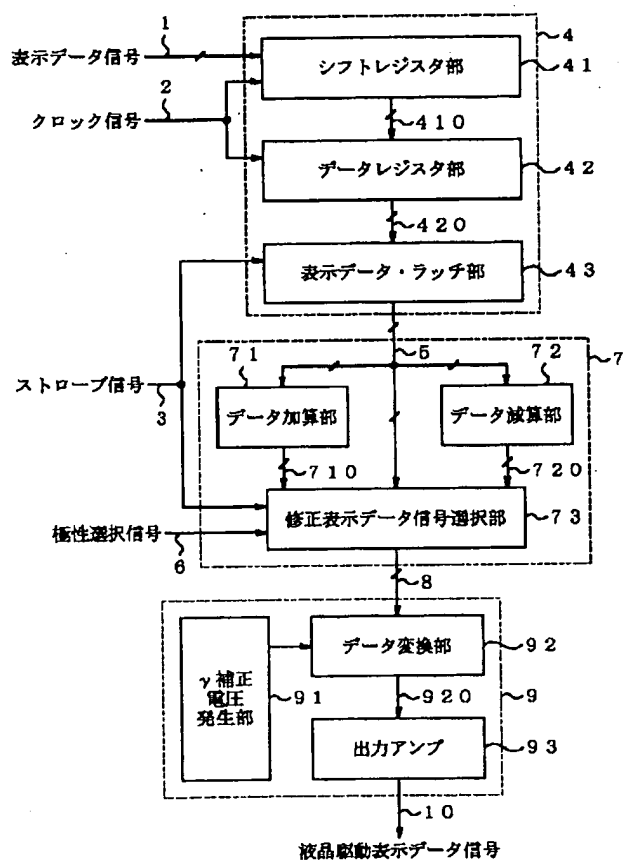 1
4
表示データ信号
シフトレジスタ部
41
2
410
クロック信号
データレジスタ部
42
420
表示データ・ラッチ部
43
5
7
71
72
ストローブ信号
3
データ加算部
データ減算部
710
720
修正表示データ信号選択部
73
極性選択信号
6
8
データ変換部
92
γ補正
電圧
発生部
91
920
9
出力アンプ
93
10
液晶駆動表示データ信号